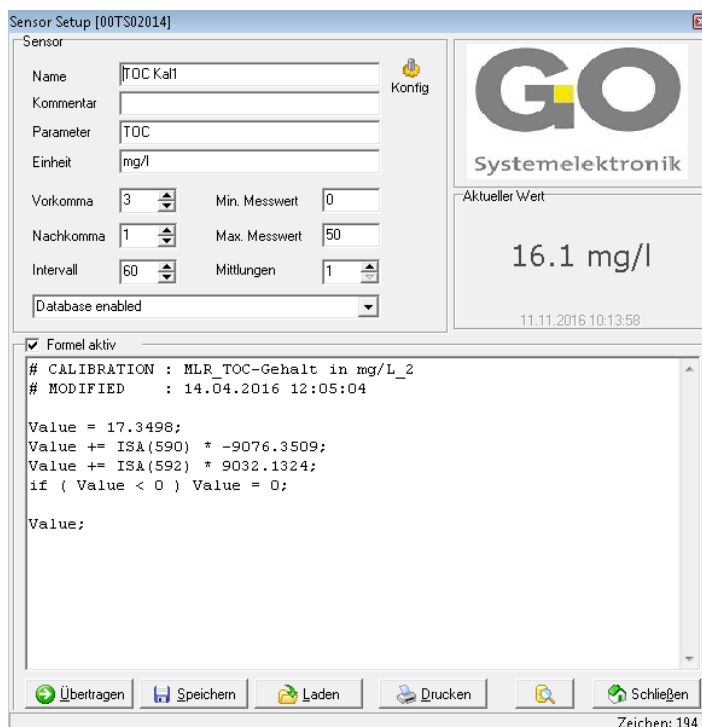 Sensor Setup [00TS02014]
Sensor
Name TOC Kal1
Konfig
Kommentar
Parameter TOC
Einheit mg/l
Vorkomma 3 Min. Messwert 0
Nachkomma 1 Max. Messwert 50
Intervall 60 Mittlungen 1
Database enabled
GO
Systemelektronik
Aktueller Wert
16.1 mg/l
11.11.2016 10:13:58
Formel aktiv
# CALIBRATION : MLR_TOC-Gehalt in mg/L_2
# MODIFIED : 14.04.2016 12:05:04
Value = 17.3498;
Value += ISA(590) * -9076.3509;
Value += ISA(592) * 9032.1324;
if ( Value < 0 ) Value = 0;
Value;
Übertragen Speichern Laden Drucken Schließen
Zeichen: 194